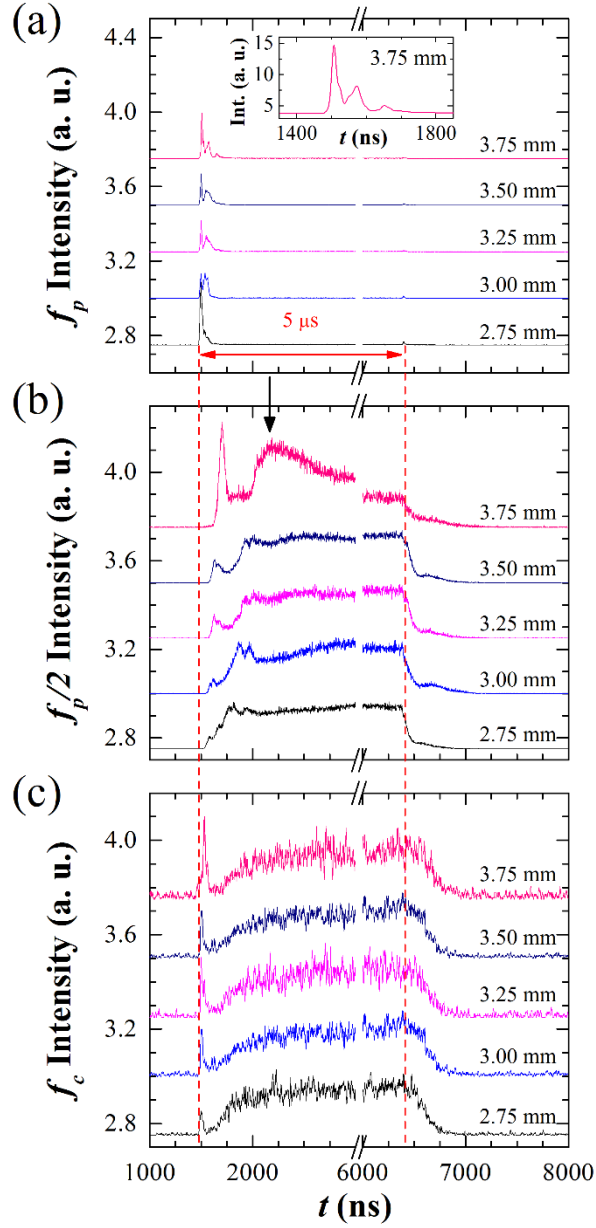 (a)
f_p Intensity (a. u.)
4.4
4.0
3.6
3.2
2.8
Int. (a. u.)
15
10
5
3.75 mm
1400
1800
t (ns)
3.75 mm
3.50 mm
3.25 mm
3.00 mm
2.75 mm
5 μs
(b)
f_p/2 Intensity (a. u.)
4.0
3.6
3.2
2.8
3.75 mm
3.50 mm
3.25 mm
3.00 mm
2.75 mm
(c)
f_c Intensity (a. u.)
4.0
3.6
3.2
2.8
3.75 mm
3.50 mm
3.25 mm
3.00 mm
2.75 mm
1000 2000 6000 7000 8000
t (ns)